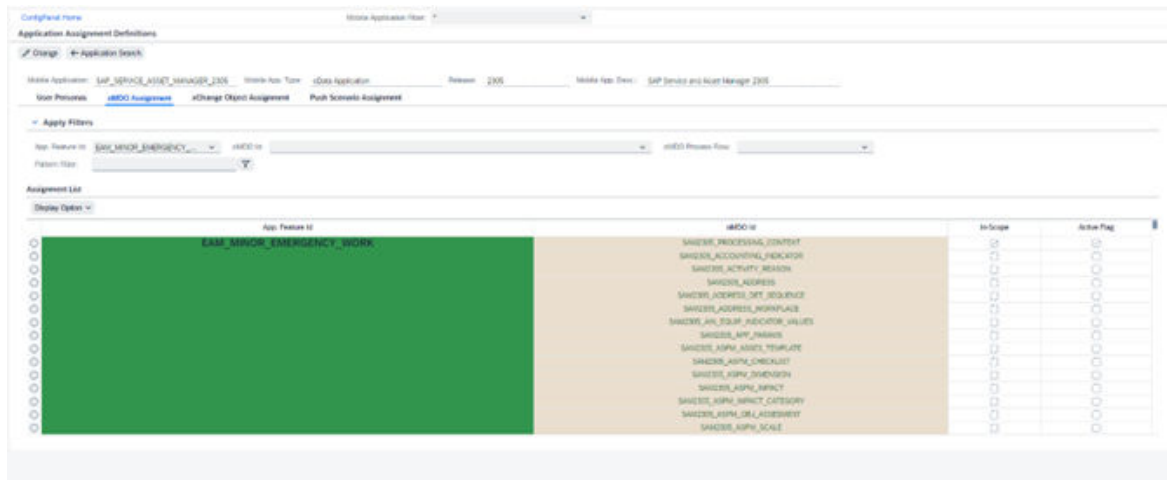 ConfigPanel Home Mobile Application Filter: *
Application Assignment Definitions
Change Application Search
Mobile Application: SAP_SERVICE_ASSET_MANAGER_2305 Mobile App. Type: oData Application Release: 2305 Mobile App. Desc.: SAP Service and Asset Manager 2305
User Personas oMDO Assignment xChange Object Assignment Push Scenario Assignment
Apply Filters
App. Feature Id: EAM_MINOR_EMERGENCY_... oMDO Id: oMDO Process Flow:
Pattern Filter:
Assignment List
Display Option
App. Feature Id oMDO Id In-Scope Active Flag
EAM_MINOR_EMERGENCY_WORK SAM2305_PROCESSING_CONTEXT
SAM2305_ACCOUNTING_INDICATOR
SAM2305_ACTIVITY_REASON
SAM2305_ADDRESS
SAM2305_ADDRESS_DET_SEQUENCE
SAM2305_ADDRESS_WORKPLACE
SAM2305_AIN_EQUIP_INDICATOR_VALUES
SAM2305_APP_PARAMS
SAM2305_ASPM_ASSES_TEMPLATE
SAM2305_ASPM_CHECKLIST
SAM2305_ASPM_DIMENSION
SAM2305_ASPM_IMPACT
SAM2305_ASPM_IMPACT_CATEGORY
SAM2305_ASPM_OBJ_ASSESMENT
SAM2305_ASPM_SCALE